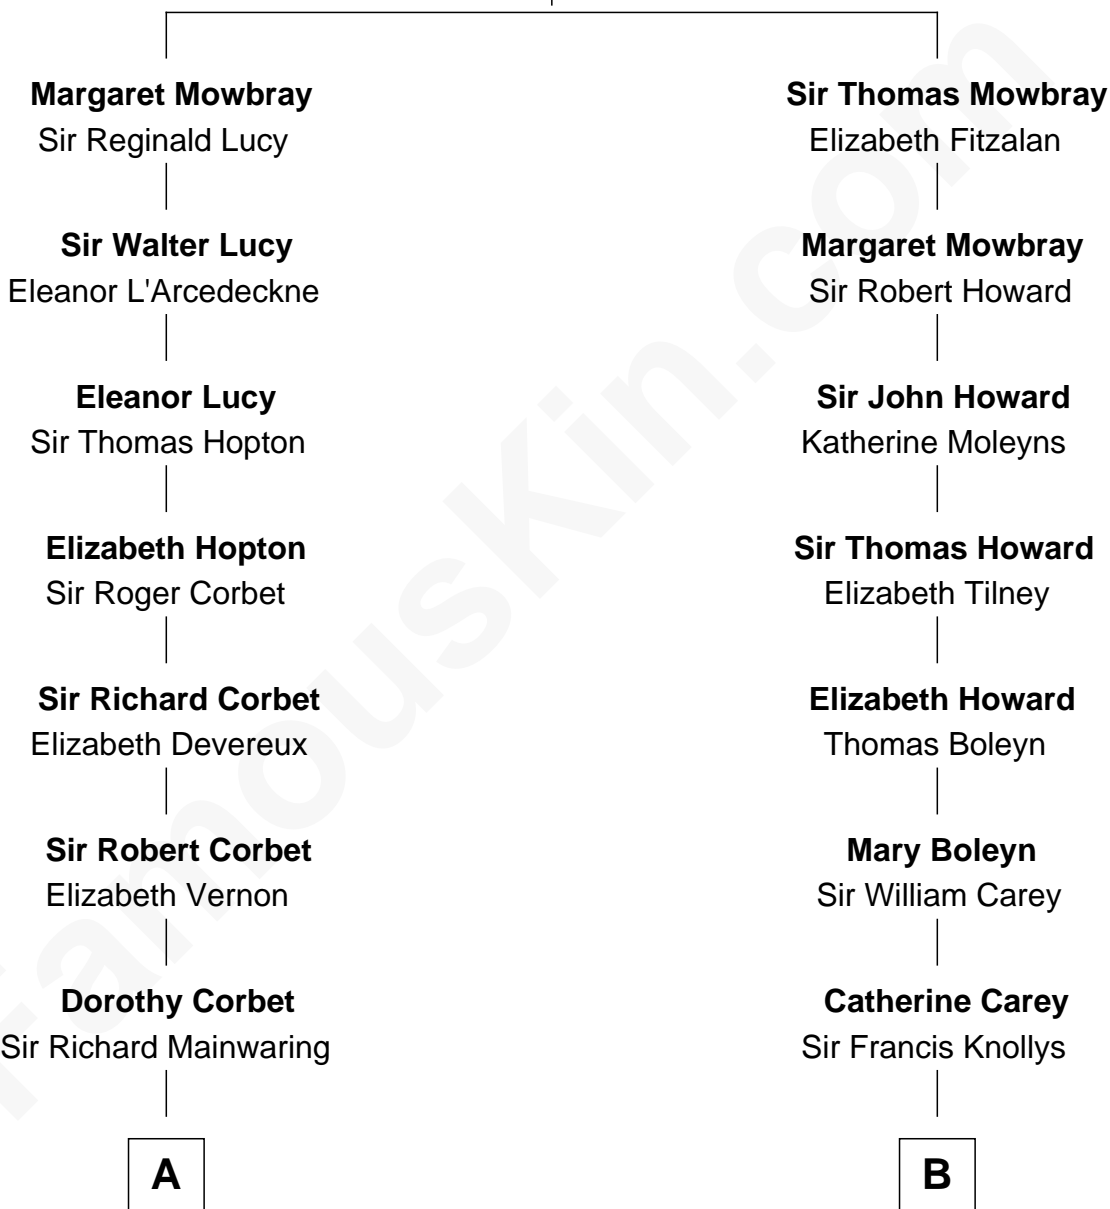 Margaret Mowbray
Sir Reginald Lucy
Sir Walter Lucy
Eleanor L'Arcedeckne
Eleanor Lucy
Sir Thomas Hopton
Elizabeth Hopton
Sir Roger Corbet
Sir Richard Corbet
Elizabeth Devereux
Sir Robert Corbet
Elizabeth Vernon
Dorothy Corbet
Sir Richard Mainwaring
A
Sir Thomas Mowbray
Elizabeth Fitzalan
Margaret Mowbray
Sir Robert Howard
Sir John Howard
Katherine Moleyns
Sir Thomas Howard
Elizabeth Tilney
Elizabeth Howard
Thomas Boleyn
Mary Boleyn
Sir William Carey
Catherine Carey
Sir Francis Knollys
B
FamousKin.com